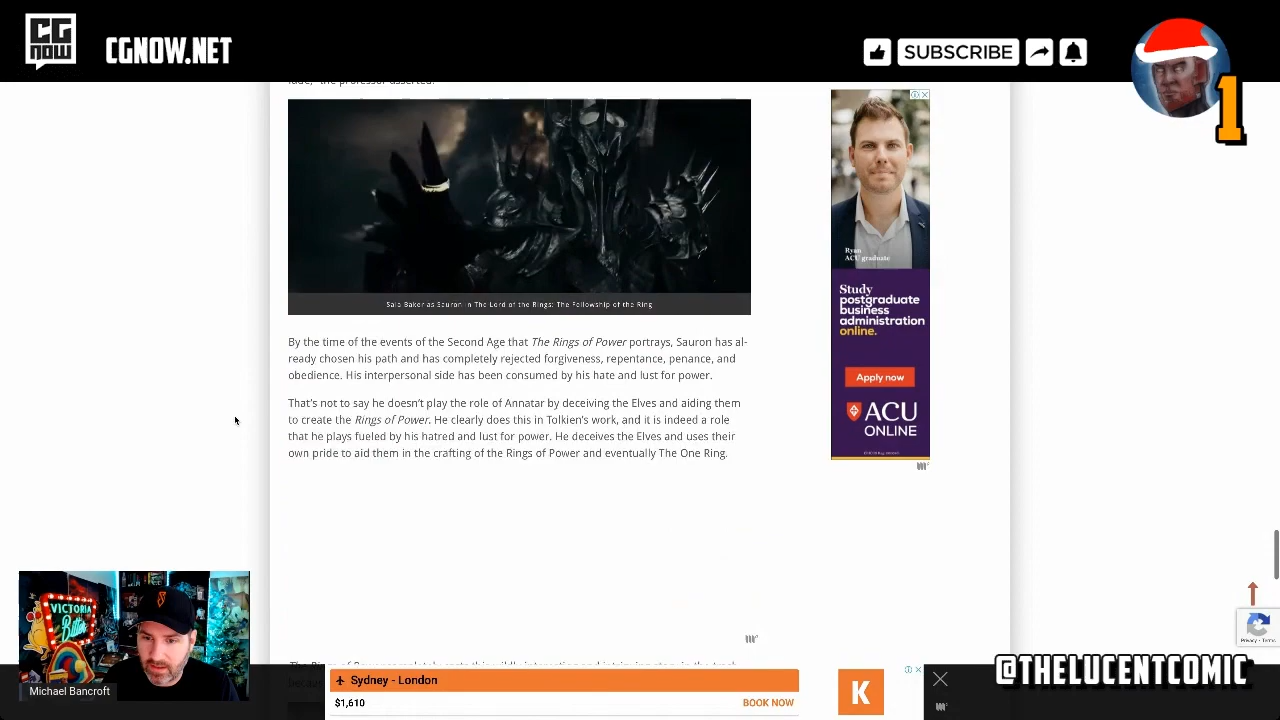 CG
NOW
CGNOW.NET
SUBSCRIBE
1
the professor asserted.
Ryan
ACU graduate
Study
postgraduate
business
administration
online.
Apply now
ACU
ONLINE
Sala Baker as Sauron in The Lord of the Rings: The Fellowship of the Ring
By the time of the events of the Second Age that The Rings of Power portrays, Sauron has al-
ready chosen his path and has completely rejected forgiveness, repentance, penance, and
obedience. His interpersonal side has been consumed by his hate and lust for power.
That's not to say he doesn't play the role of Annatar by deceiving the Elves and aiding them
to create the Rings of Power. He clearly does this in Tolkien's work, and it is indeed a role
that he plays fueled by his hatred and lust for power. He deceives the Elves and uses their
own pride to aid them in the crafting of the Rings of Power and eventually The One Ring.
VICTORIA
Bitter
Michael Bancroft
Sydney - London
$1,610
BOOK NOW
K
Privacy - Terms
@THELUCENTCOMIC